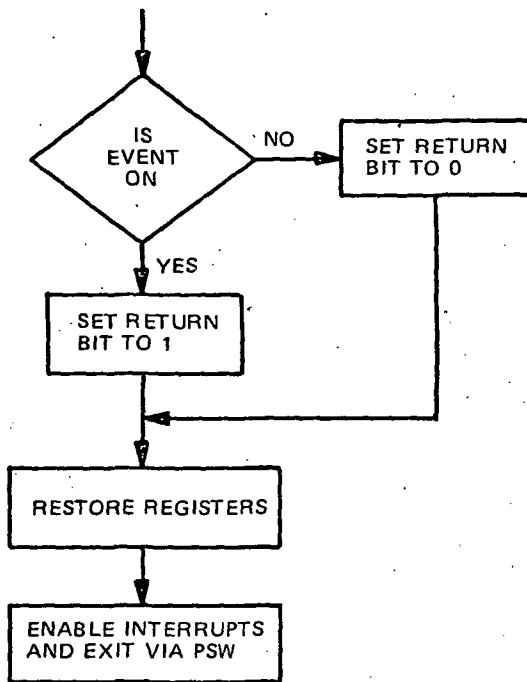 IS
EVENT
ON
NO
SET RETURN
BIT TO 0
YES
SET RETURN
BIT TO 1
RESTORE REGISTERS
ENABLE INTERRUPTS
AND EXIT VIA PSW